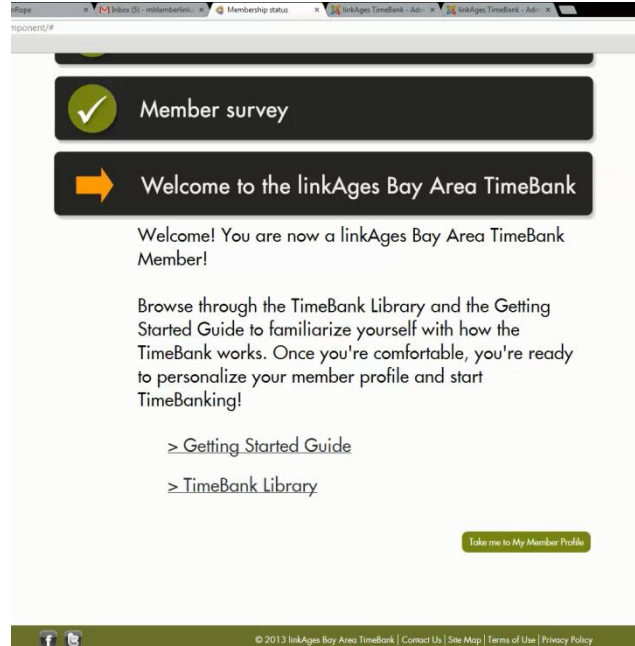 Rope
Inbox (5) - mhlamberlini
Membership status
linkAges TimeBank - Adm
linkAges TimeBank - Adm
mponent/#
Member survey
Welcome to the linkAges Bay Area TimeBank
Welcome! You are now a linkAges Bay Area TimeBank
Member!
Browse through the TimeBank Library and the Getting
Started Guide to familiarize yourself with how the
TimeBank works. Once you're comfortable, you're ready
to personalize your member profile and start
TimeBanking!
> Getting Started Guide
> TimeBank Library
Take me to My Member Profile
© 2013 linkAges Bay Area TimeBank | Contact Us | Site Map | Terms of Use | Privacy Policy